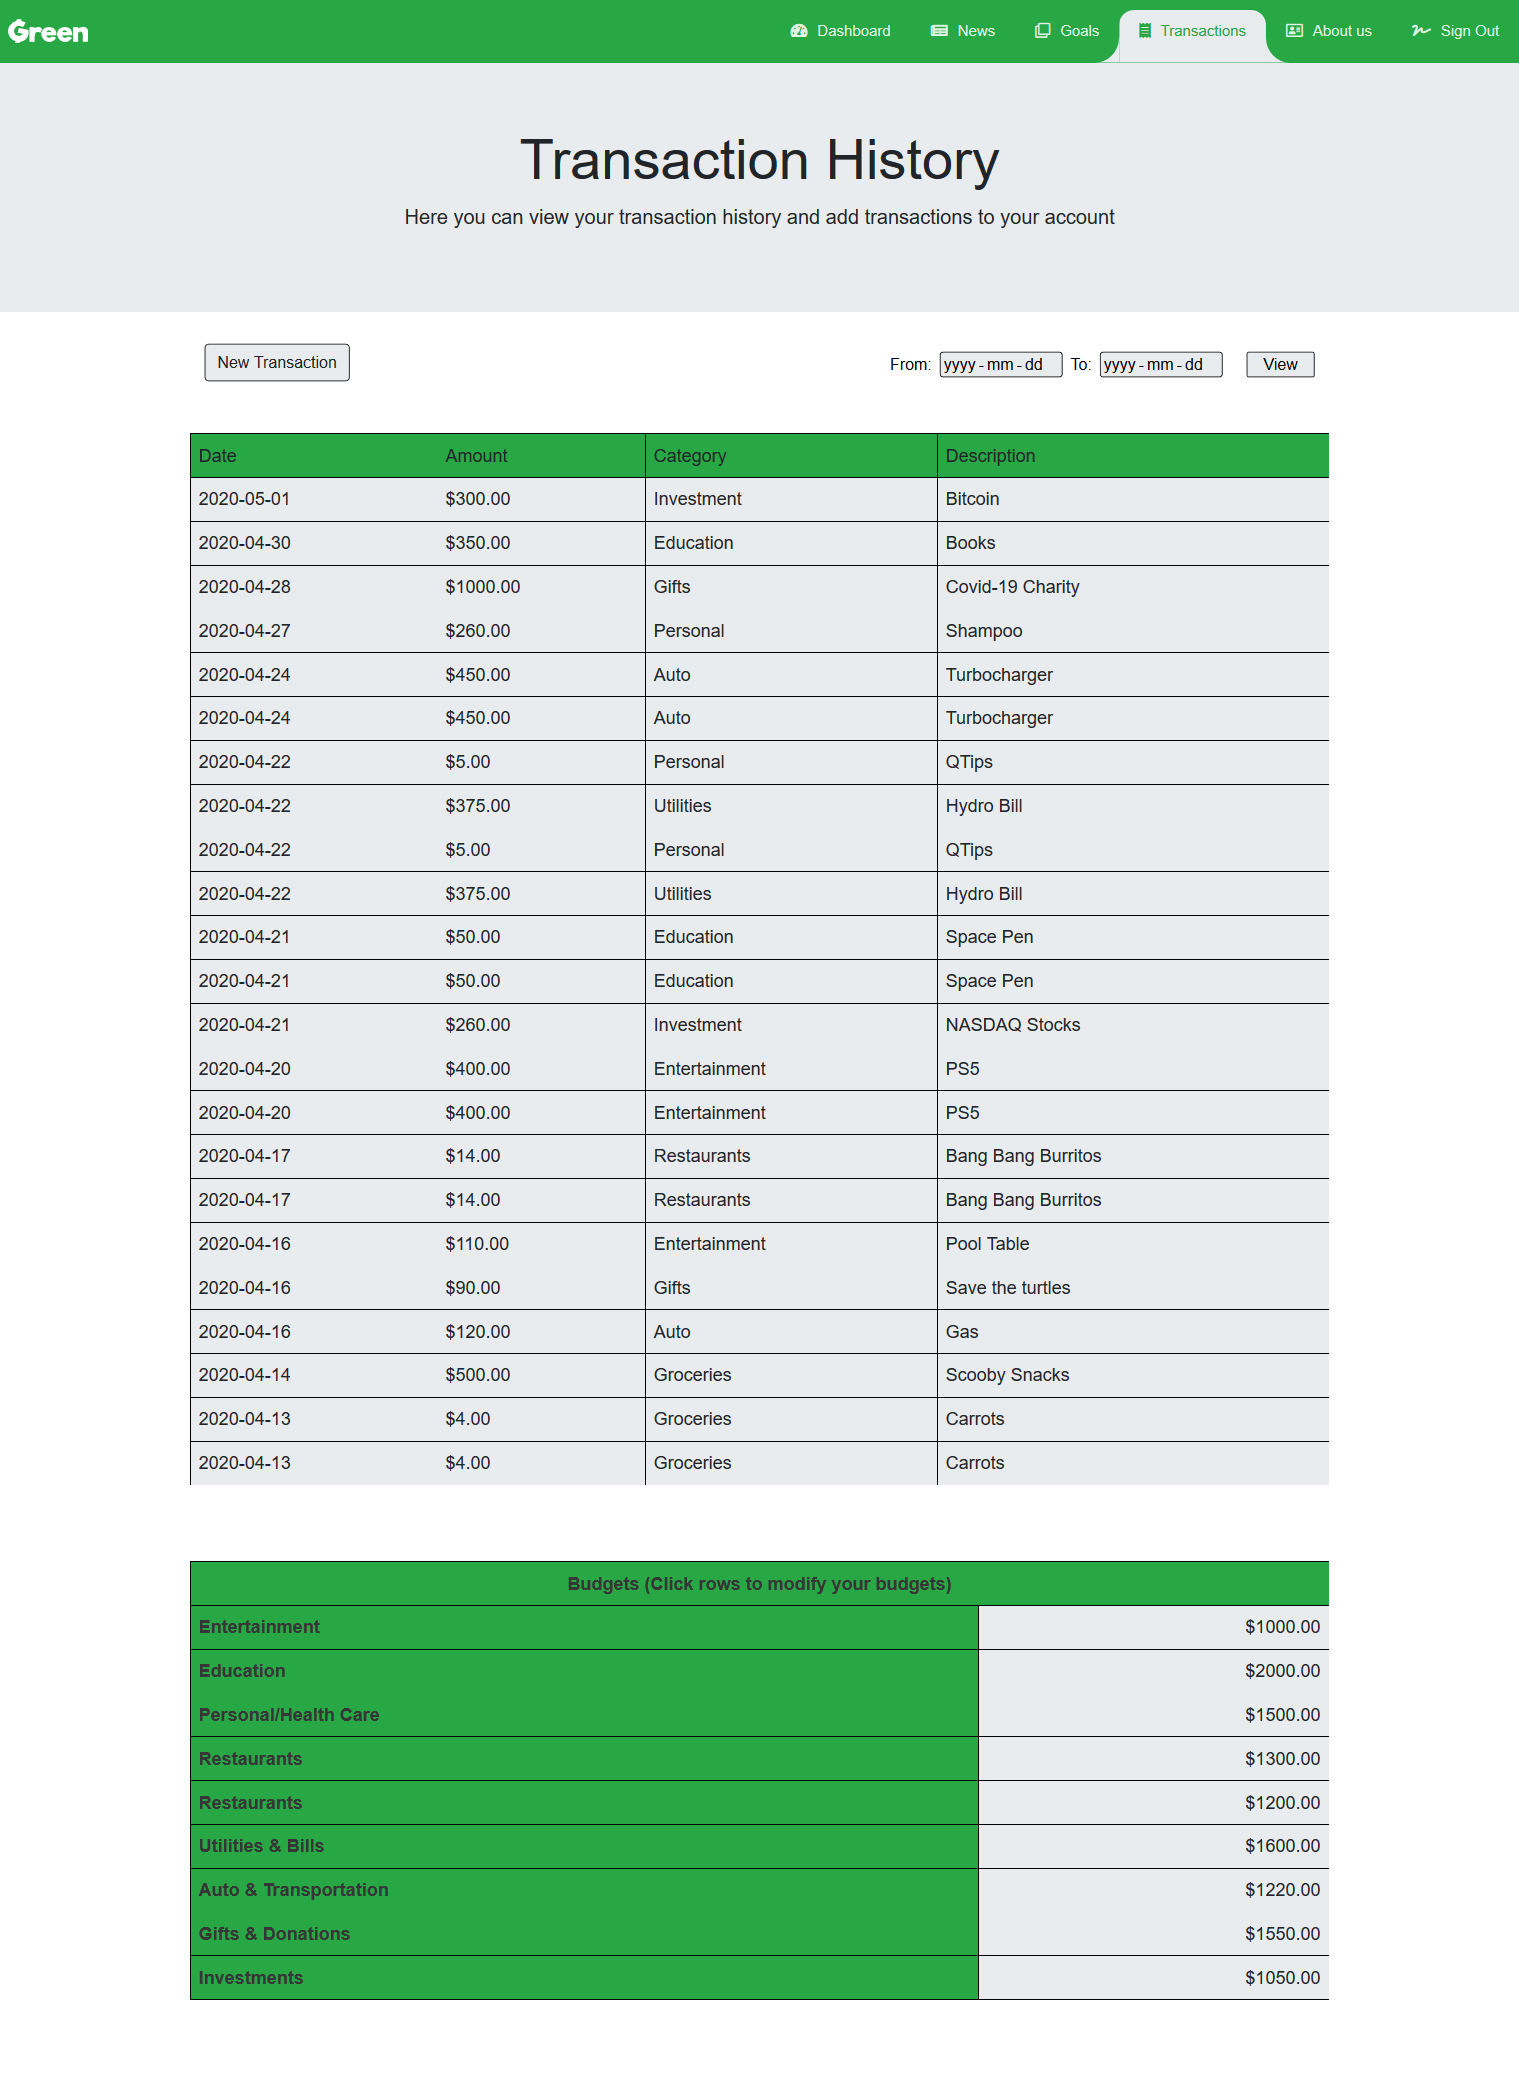 Green Dashboard News Goals Transactions About us Sign Out
Transaction History
Here you can view your transaction history and add transactions to your account
New Transaction From: yyyy-mm-dd To: yyyy-mm-dd View
Date Amount Category Description
2020-05-01 $300.00 Investment Bitcoin
2020-04-30 $350.00 Education Books
2020-04-28 $1000.00 Gifts Covid-19 Charity
2020-04-27 $260.00 Personal Shampoo
2020-04-24 $450.00 Auto Turbocharger
2020-04-24 $450.00 Auto Turbocharger
2020-04-22 $5.00 Personal QTips
2020-04-22 $375.00 Utilities Hydro Bill
2020-04-22 $5.00 Personal QTips
2020-04-22 $375.00 Utilities Hydro Bill
2020-04-21 $50.00 Education Space Pen
2020-04-21 $50.00 Education Space Pen
2020-04-21 $260.00 Investment NASDAQ Stocks
2020-04-20 $400.00 Entertainment PS5
2020-04-20 $400.00 Entertainment PS5
2020-04-17 $14.00 Restaurants Bang Bang Burritos
2020-04-17 $14.00 Restaurants Bang Bang Burritos
2020-04-16 $110.00 Entertainment Pool Table
2020-04-16 $90.00 Gifts Save the turtles
2020-04-16 $120.00 Auto Gas
2020-04-14 $500.00 Groceries Scooby Snacks
2020-04-13 $4.00 Groceries Carrots
2020-04-13 $4.00 Groceries Carrots
Budgets (Click rows to modify your budgets)
Entertainment $1000.00
Education $2000.00
Personal/Health Care $1500.00
Restaurants $1300.00
Restaurants $1200.00
Utilities & Bills $1600.00
Auto & Transportation $1220.00
Gifts & Donations $1550.00
Investments $1050.00